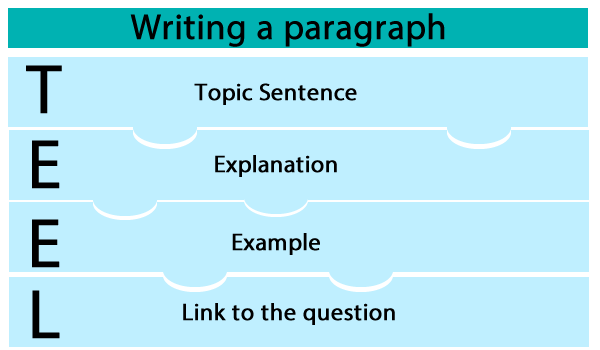 Writing a paragraph
T Topic Sentence
E Explanation
E Example
L Link to the question